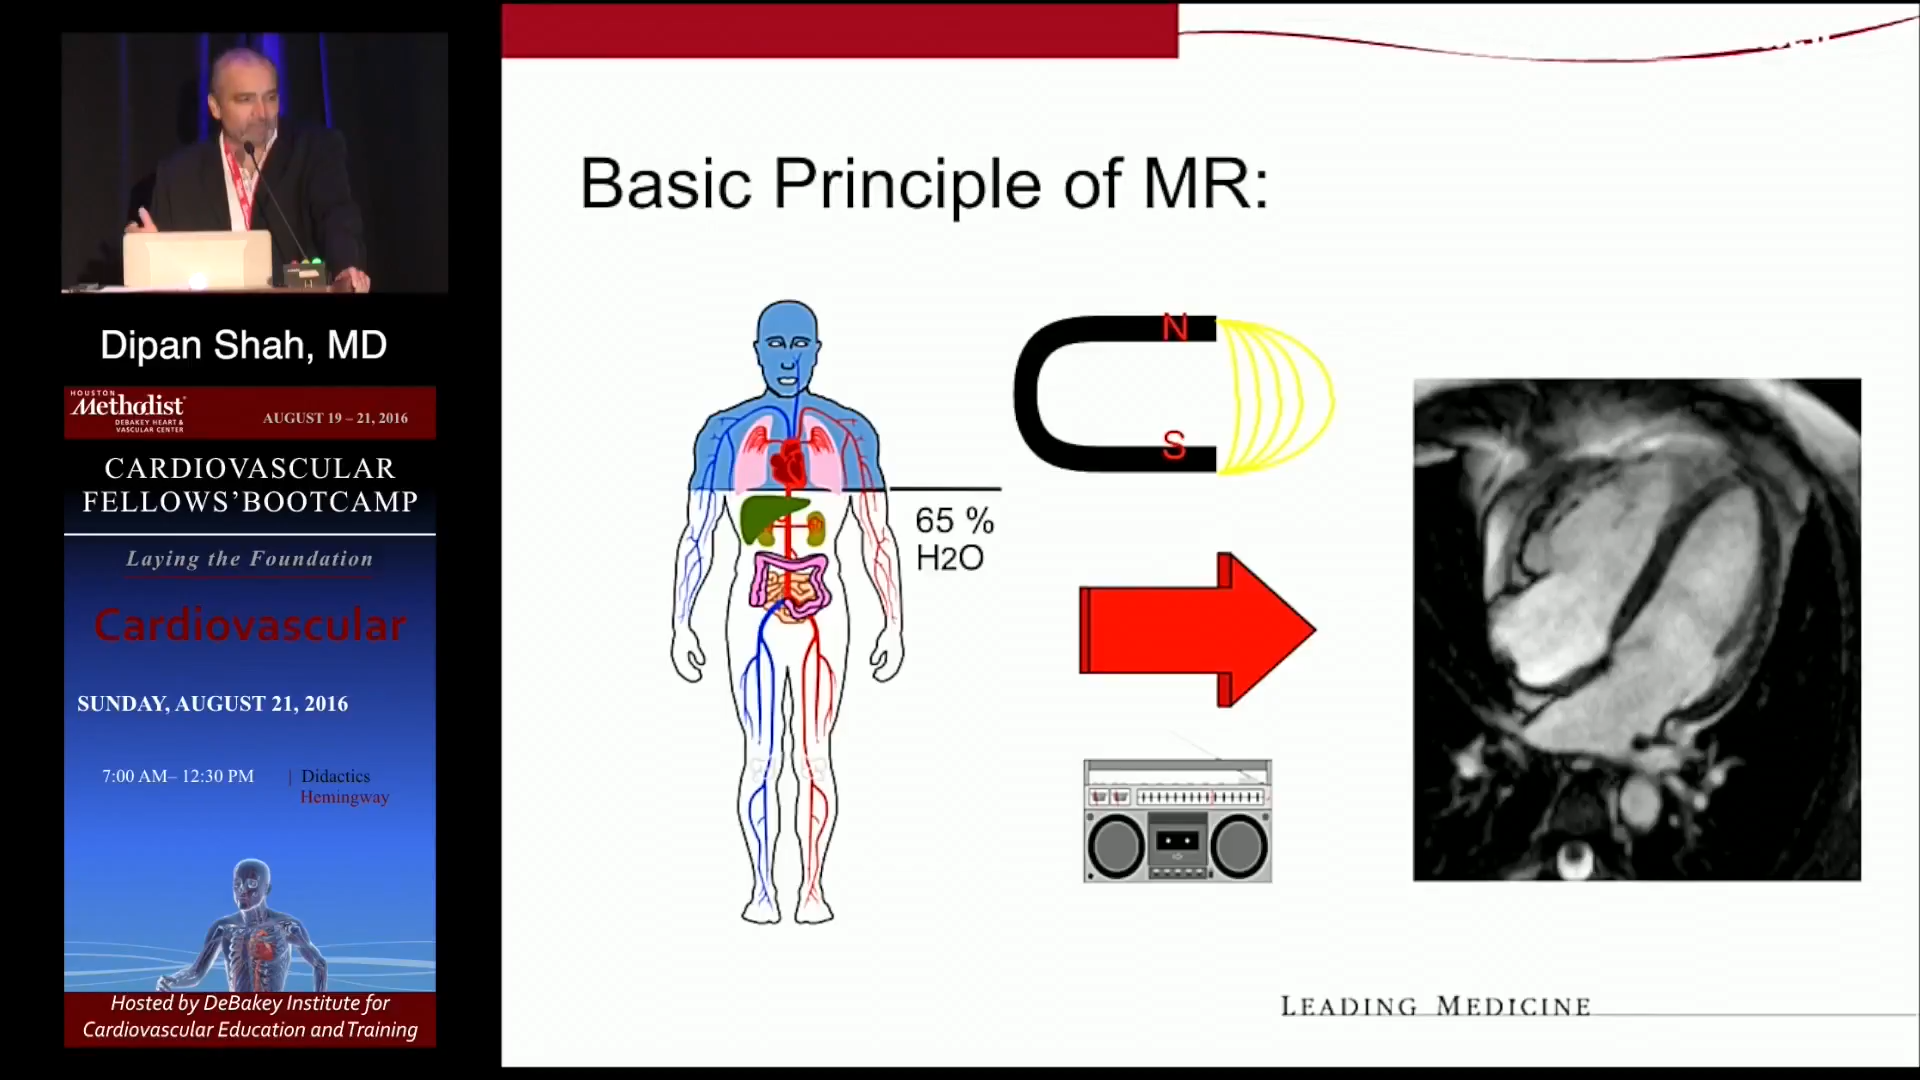 Dipan Shah, MD
HOUSTON
Methodist
DEBAKEY HEART &
VASCULAR CENTER
AUGUST 19 – 21, 2016
CARDIOVASCULAR
FELLOWS’BOOTCAMP
Laying the Foundation
Cardiovascular
SUNDAY, AUGUST 21, 2016
7:00 AM– 12:30 PM | Didactics
Hemingway
Hosted by DeBakey Institute for
Cardiovascular Education and Training
Basic Principle of MR:
N
S
65 %
H2O
LEADING MEDICINE